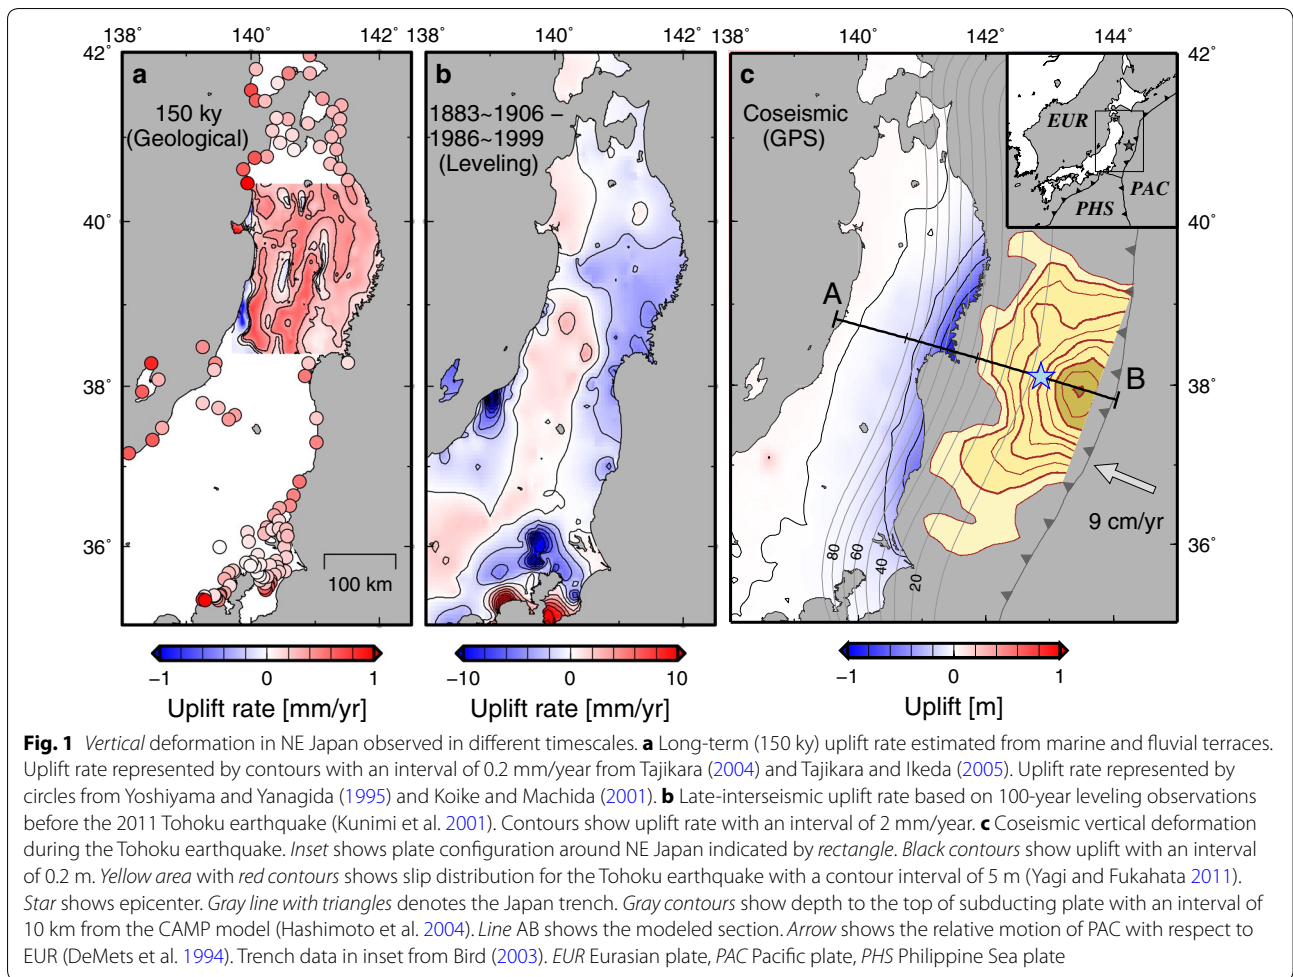 138° 140° 142° 138° 140° 142° 138° 140° 142° 144°
42° 42°
a b c
150 ky
(Geological)
1883~1906 –
1986~1999
(Leveling)
Coseismic
(GPS)
EUR
PAC
PHS
40° 40°
A
B
38° 38°
9 cm/yr
36° 36°
80 60 40 20
100 km
−1 0 1 −10 0 10 −1 0 1
Uplift rate [mm/yr] Uplift rate [mm/yr] Uplift [m]
Fig. 1 Vertical deformation in NE Japan observed in different timescales. a Long-term (150 ky) uplift rate estimated from marine and fluvial terraces.
Uplift rate represented by contours with an interval of 0.2 mm/year from Tajikara (2004) and Tajikara and Ikeda (2005). Uplift rate represented by
circles from Yoshiyama and Yanagida (1995) and Koike and Machida (2001). b Late-interseismic uplift rate based on 100-year leveling observations
before the 2011 Tohoku earthquake (Kunimi et al. 2001). Contours show uplift rate with an interval of 2 mm/year. c Coseismic vertical deformation
during the Tohoku earthquake. Inset shows plate configuration around NE Japan indicated by rectangle. Black contours show uplift with an interval
of 0.2 m. Yellow area with red contours shows slip distribution for the Tohoku earthquake with a contour interval of 5 m (Yagi and Fukahata 2011).
Star shows epicenter. Gray line with triangles denotes the Japan trench. Gray contours show depth to the top of subducting plate with an interval of
10 km from the CAMP model (Hashimoto et al. 2004). Line AB shows the modeled section. Arrow shows the relative motion of PAC with respect to
EUR (DeMets et al. 1994). Trench data in inset from Bird (2003). EUR Eurasian plate, PAC Pacific plate, PHS Philippine Sea plate